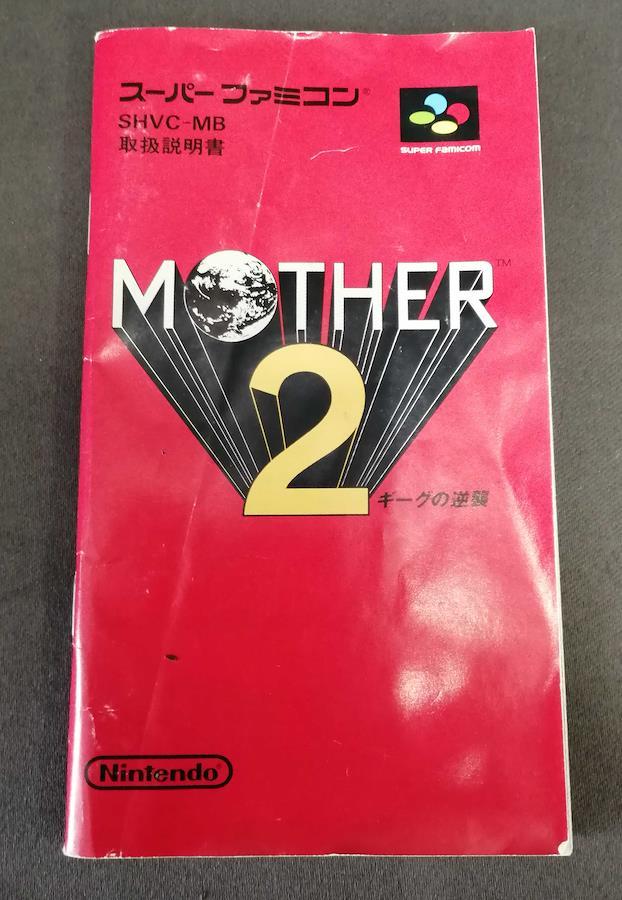 スーパーファミコン®
SHVC-MB
取扱説明書
SUPER FAMICOM
MOTHER™
2
ギーグの逆襲
Nintendo®